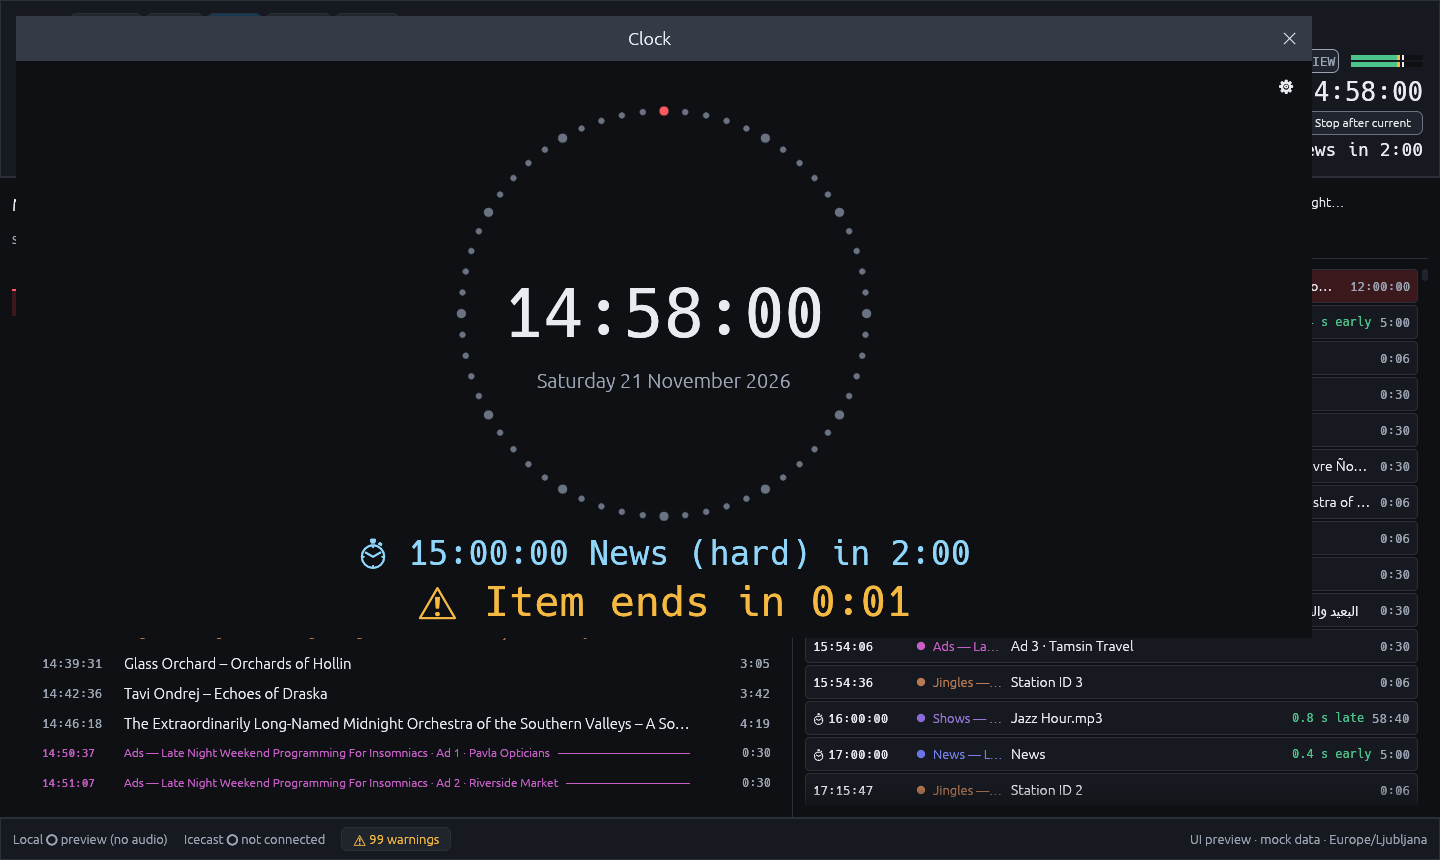 Clock
IEW
4:58:00
Stop after current
ews in 2:00
14:58:00
Saturday 21 November 2026
15:00:00 News (hard) in 2:00
Item ends in 0:01
ght…
o… 12:00:00
s early 5:00
0:06
0:30
0:30
vre Ño… 0:30
stra of … 0:06
0:06
0:30
البعيد وال 0:30
14:39:31 Glass Orchard – Orchards of Hollin 3:05
14:42:36 Tavi Ondrej – Echoes of Draska 3:42
14:46:18 The Extraordinarily Long-Named Midnight Orchestra of the Southern Valleys – A So… 4:19
14:50:37 Ads — Late Night Weekend Programming For Insomniacs · Ad 1 · Pavla Opticians 0:30
14:51:07 Ads — Late Night Weekend Programming For Insomniacs · Ad 2 · Riverside Market 0:30
15:54:06 Ads — La… Ad 3 · Tamsin Travel 0:30
15:54:36 Jingles —… Station ID 3 0:06
16:00:00 Shows — … Jazz Hour.mp3 0.8 s late 58:40
17:00:00 News — L… News 0.4 s early 5:00
17:15:47 Jingles —… Station ID 2 0:06
Local preview (no audio) Icecast not connected 99 warnings UI preview · mock data · Europe/Ljubljana